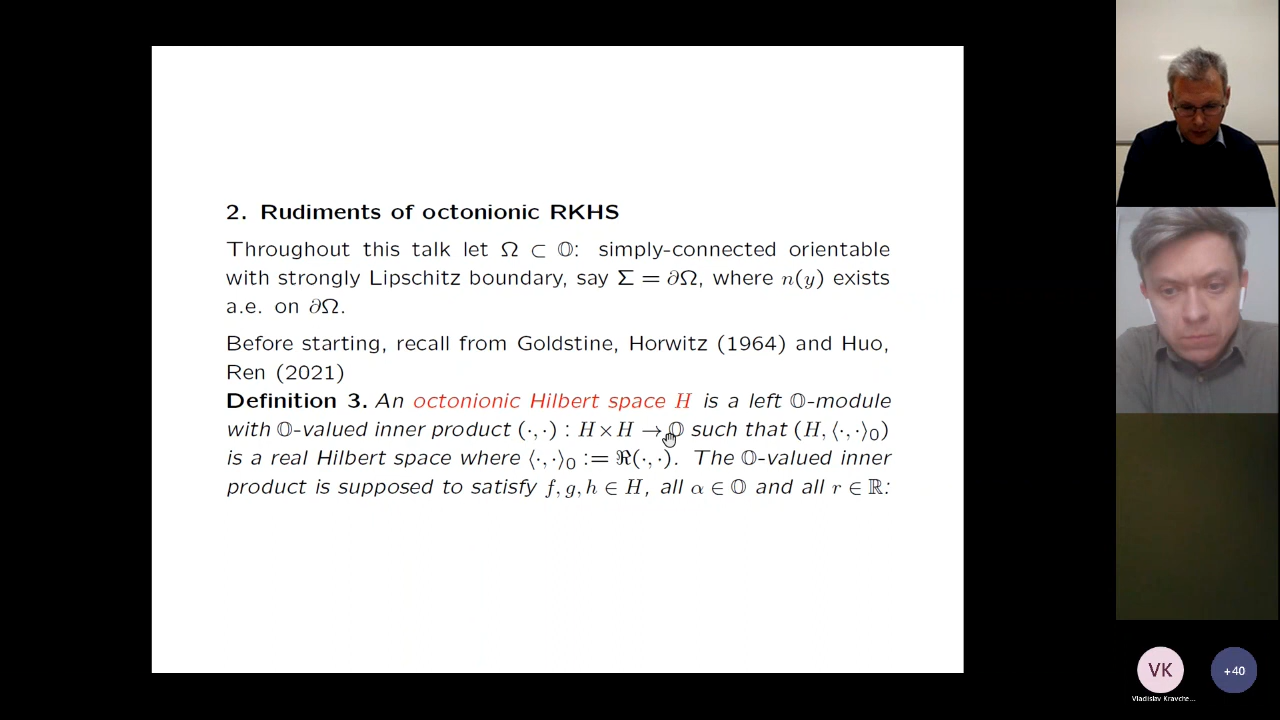 2. Rudiments of octonionic RKHS
Throughout this talk let Ω ⊂ 𝕆: simply-connected orientable
with strongly Lipschitz boundary, say Σ = ∂Ω, where n(y) exists
a.e. on ∂Ω.
Before starting, recall from Goldstine, Horwitz (1964) and Huo,
Ren (2021)
Definition 3. An octonionic Hilbert space H is a left 𝕆-module
with 𝕆-valued inner product (·,·) : H×H → 𝕆 such that (H, ⟨·,·⟩₀)
is a real Hilbert space where ⟨·,·⟩₀ := ℜ(·,·). The 𝕆-valued inner
product is supposed to satisfy f, g, h ∈ H, all α ∈ 𝕆 and all r ∈ ℝ:
VK
+40
Vladislav Kravche...